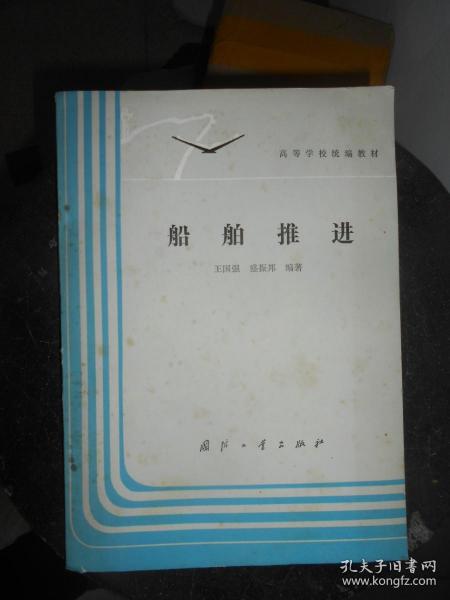 高等学校统编教材
船舶推进
王国强 盛振邦 编著
国防工业出版社
孔夫子旧书网
www.kongfz.com